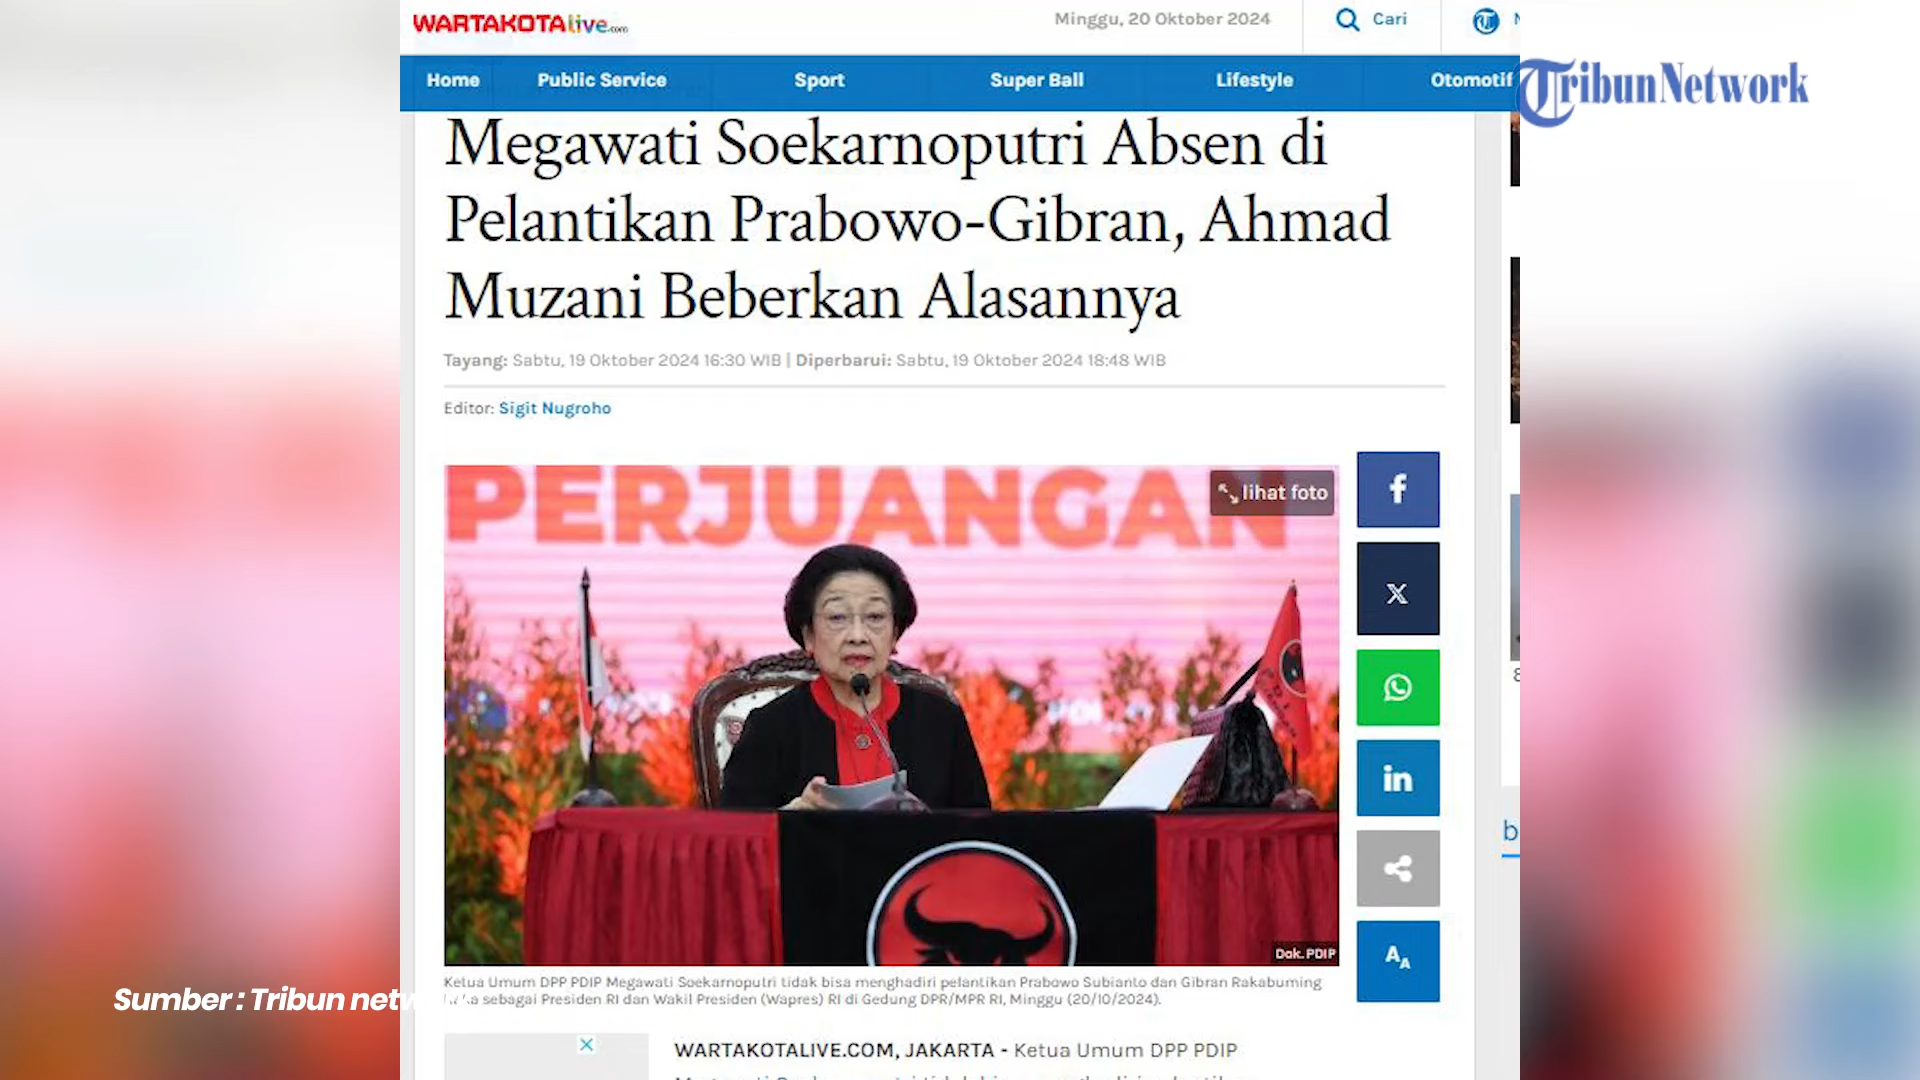 WARTAKOTAlive.com
Minggu, 20 Oktober 2024
Cari
Home
Public Service
Sport
Super Ball
Lifestyle
Otomotif
TribunNetwork
Megawati Soekarnoputri Absen di
Pelantikan Prabowo-Gibran, Ahmad
Muzani Beberkan Alasannya
Tayang: Sabtu, 19 Oktober 2024 16:30 WIB | Diperbarui: Sabtu, 19 Oktober 2024 18:48 WIB
Editor: Sigit Nugroho
PERJUANGAN
lihat foto
Dok. PDIP
Ketua Umum DPP PDIP Megawati Soekarnoputri tidak bisa menghadiri pelantikan Prabowo Subianto dan Gibran Rakabuming
sebagai Presiden RI dan Wakil Presiden (Wapres) RI di Gedung DPR/MPR RI, Minggu (20/10/2024).
Sumber : Tribun network
WARTAKOTALIVE.COM, JAKARTA - Ketua Umum DPP PDIP